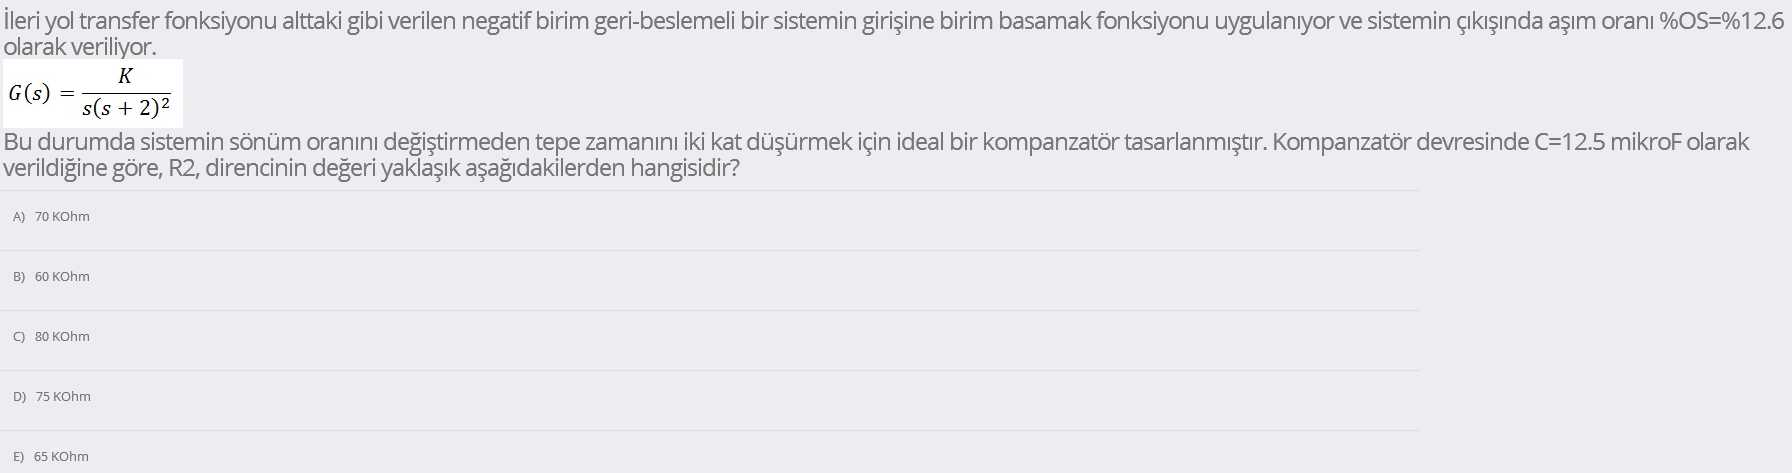 İleri yol transfer fonksiyonu alttaki gibi verilen negatif birim geri-beslemeli bir sistemin girişine birim basamak fonksiyonu uygulanıyor ve sistemin çıkışında aşım oranı %OS=%12.6
olarak veriliyor.
G(s) = K / s(s + 2)²
Bu durumda sistemin sönüm oranını değiştirmeden tepe zamanını iki kat düşürmek için ideal bir kompanzatör tasarlanmıştır. Kompanzatör devresinde C=12.5 mikroF olarak
verildiğine göre, R2, direncinin değeri yaklaşık aşağıdakilerden hangisidir?
A) 70 KOhm
B) 60 KOhm
C) 80 KOhm
D) 75 KOhm
E) 65 KOhm